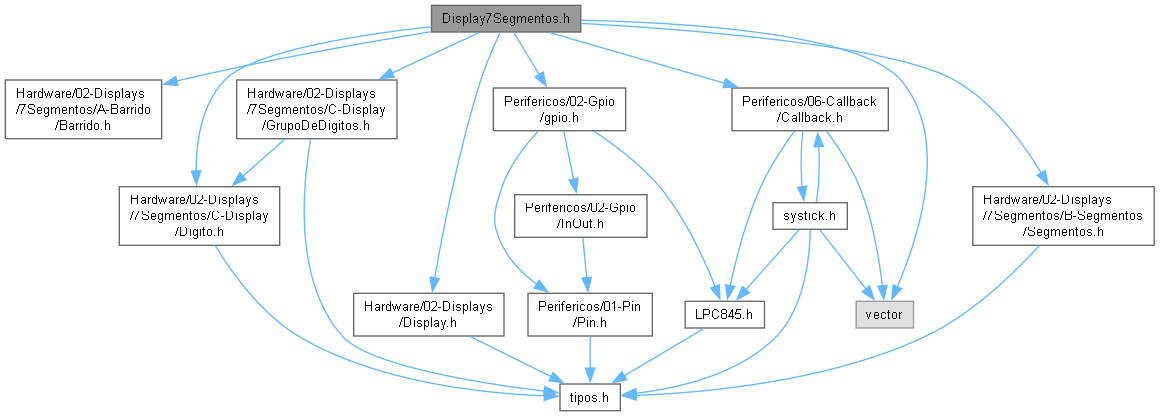 Display7Segmentos.h
Hardware/02-Displays
/7Segmentos/A-Barrido
/Barrido.h
Hardware/02-Displays
/7Segmentos/C-Display
/GrupoDeDigitos.h
Perifericos/02-Gpio
/gpio.h
Perifericos/06-Callback
/Callback.h
Hardware/02-Displays
/7Segmentos/C-Display
/Digito.h
Perifericos/02-Gpio
/InOut.h
systick.h
Hardware/02-Displays
/7Segmentos/B-Segmentos
/Segmentos.h
Hardware/02-Displays
/Display.h
Perifericos/01-Pin
/Pin.h
LPC845.h
vector
tipos.h